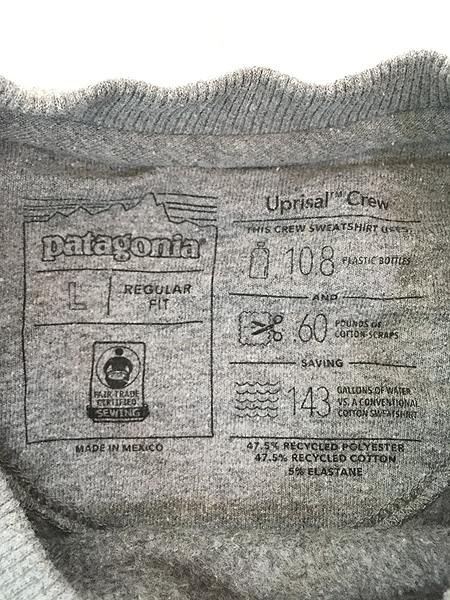 patagonia®
L
REGULAR
FIT
FAIR TRADE
CERTIFIED
SEWING
MADE IN MEXICO
Uprisal™ Crew
THIS CREW SWEATSHIRT USES:
108 PLASTIC BOTTLES
AND
.60 POUNDS OF
COTTON SCRAPS
SAVING
143 GALLONS OF WATER
VS. A CONVENTIONAL
COTTON SWEATSHIRT
47.5% RECYCLED POLYESTER
47.5% RECYCLED COTTON
5% ELASTANE